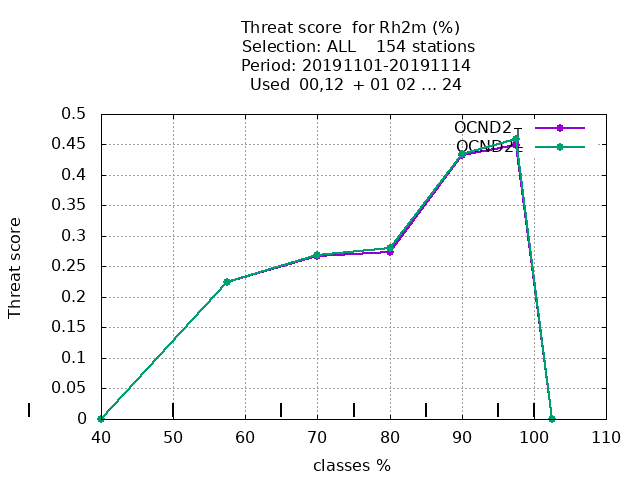 Threat score for Rh2m (%)
Selection: ALL 154 stations
Period: 20191101-20191114
Used 00,12 + 01 02 ... 24
0.5
0.45
0.4
0.35
0.3
0.25
0.2
0.15
0.1
0.05
0
Threat score
OCND2_T
OCND2_
40 50 60 70 80 90 100 110
classes %